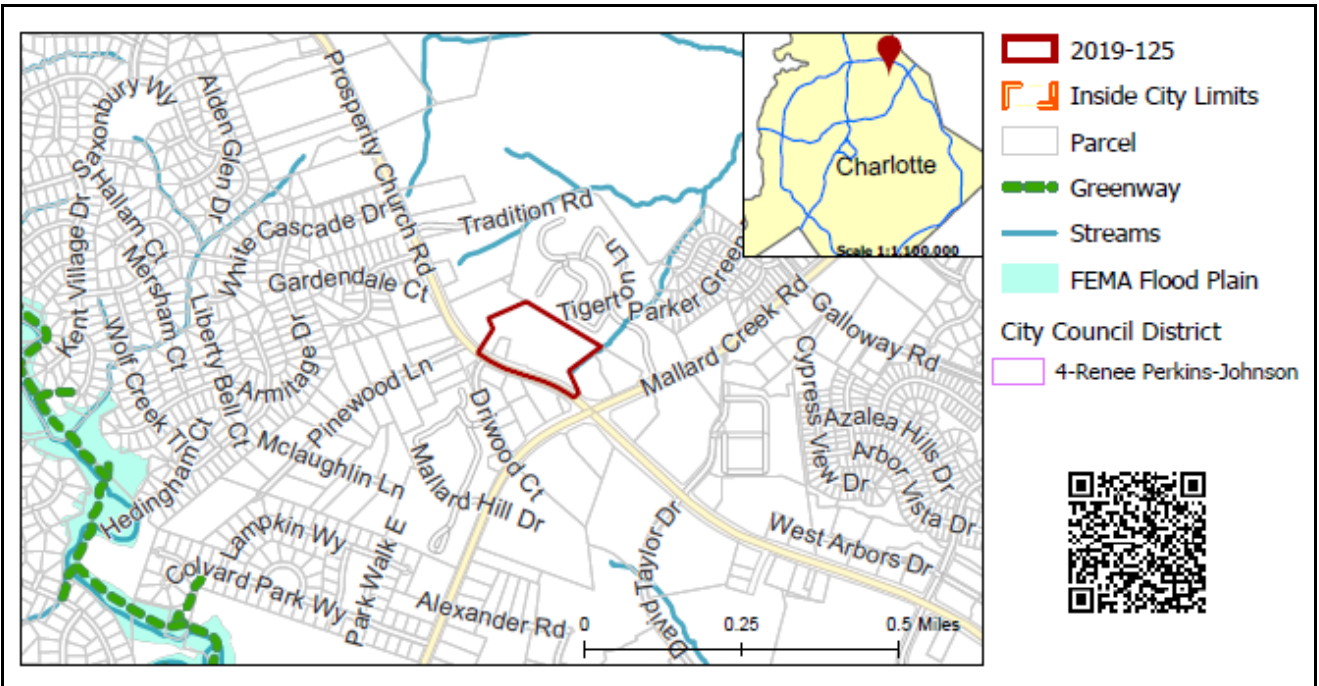 Saxonbury Wy
Alden Glen Dr
Prosperity Church Rd
Kent Village Dr
Hallam Ct
Mersham Ct
White Cascade Dr
Tradition Rd
Gardendale Ct
Mill
Wolf Creek Tl
Liberty Bell Ct
Armitage Dr
Tigerton Ln
Parker Green
Mallard Creek Rd
Galloway Rd
Pinewood Ln
Driwood Ct
Cypress View Dr
Azalea Hills Dr
Arbor Vista Dr
Hedingham Ct
Mclaughlin Ln
Mallard Hill Dr
Lampkin Wy
Colvard Park Wy
Park Walk E
Alexander Rd
David Taylor Dr
West Arbors Dr
0 0.25 0.5 Miles
Charlotte
Scale 1:1,100,000
2019-125
Inside City Limits
Parcel
Greenway
Streams
FEMA Flood Plain
City Council District
4-Renee Perkins-Johnson